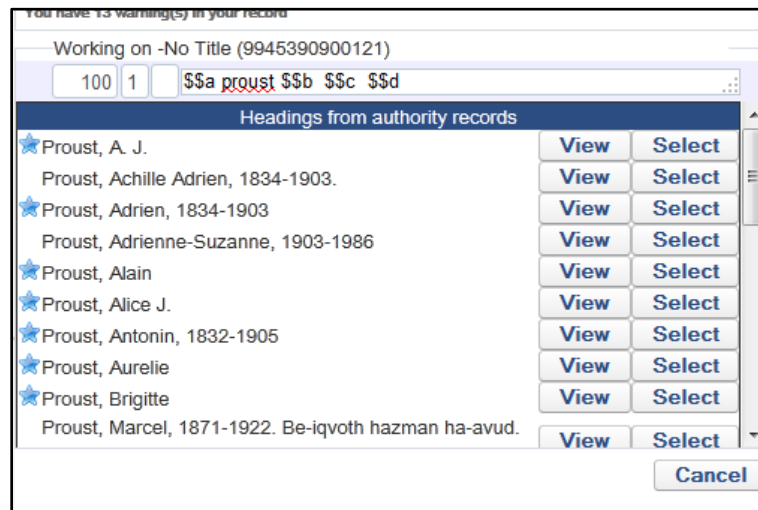 You have 13 warning(s) in your record
Working on -No Title (9945390900121)
100 1 $$a proust $$b $$c $$d
Headings from authority records
Proust, A. J. View Select
Proust, Achille Adrien, 1834-1903. View Select
Proust, Adrien, 1834-1903 View Select
Proust, Adrienne-Suzanne, 1903-1986 View Select
Proust, Alain View Select
Proust, Alice J. View Select
Proust, Antonin, 1832-1905 View Select
Proust, Aurelie View Select
Proust, Brigitte View Select
Proust, Marcel, 1871-1922. Be-iqvoth hazman ha-avud. View Select
Cancel